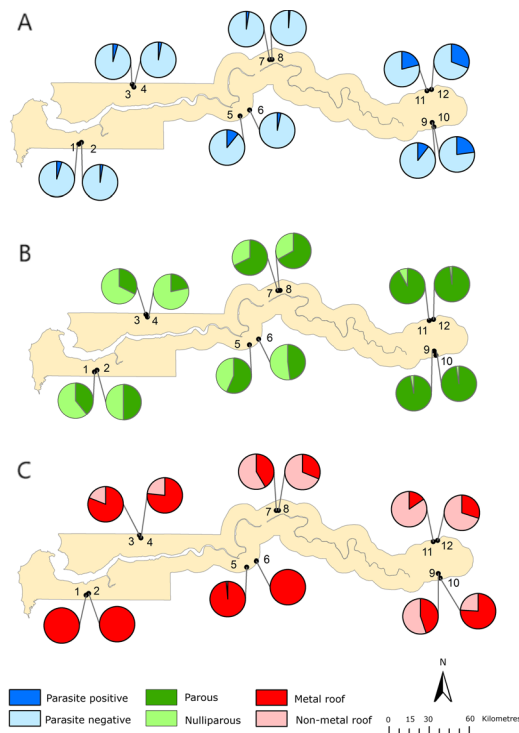 A
7 8
3 4
11 12
5 6
9 10
1 2
B
7 8
3 4
11 12
5 6
9 10
1 2
C
7 8
3 4
11 12
5 6
9 10
1 2
N
Parasite positive Parous Metal roof
Parasite negative Nulliparous Non-metal roof
0 15 30 60 Kilometres